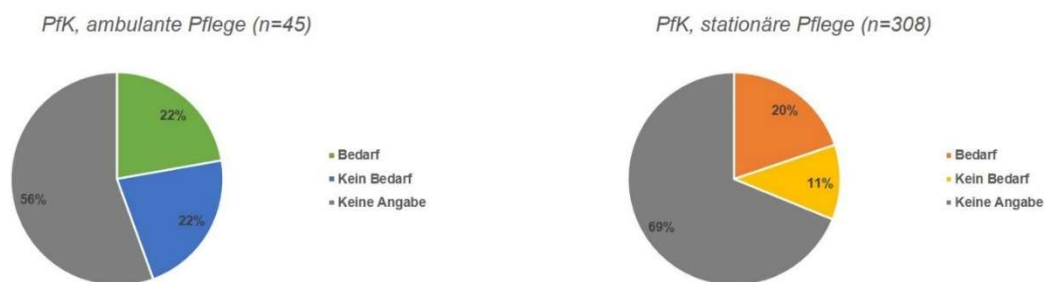 PfK, ambulante Pflege (n=45)
22%
22%
56%
Bedarf
Kein Bedarf
Keine Angabe
PfK, stationäre Pflege (n=308)
20%
11%
69%
Bedarf
Kein Bedarf
Keine Angabe